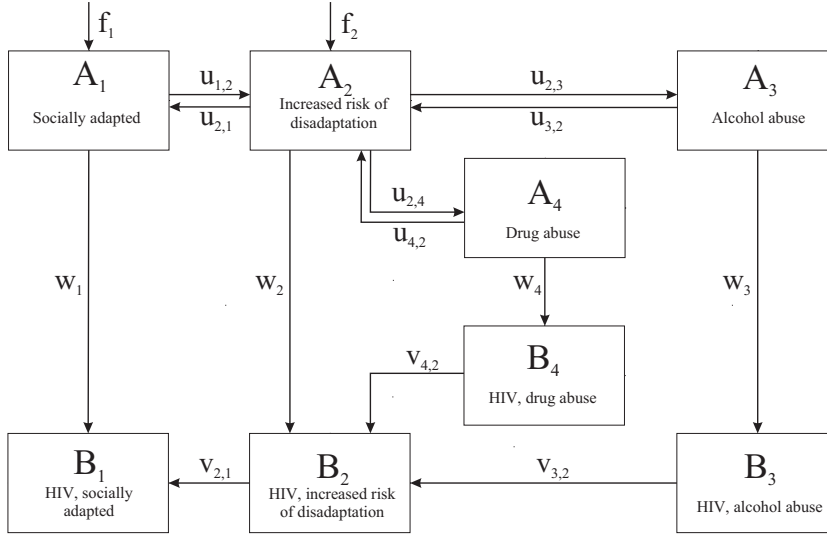 f1
f2
A1
Socially adapted
u1,2
u2,1
A2
Increased risk of
disadaptation
u2,3
u3,2
A3
Alcohol abuse
u2,4
u4,2
A4
Drug abuse
w1
w2
w4
w3
v4,2
B4
HIV, drug abuse
B1
HIV, socially
adapted
v2,1
B2
HIV, increased risk
of disadaptation
v3,2
B3
HIV, alcohol abuse